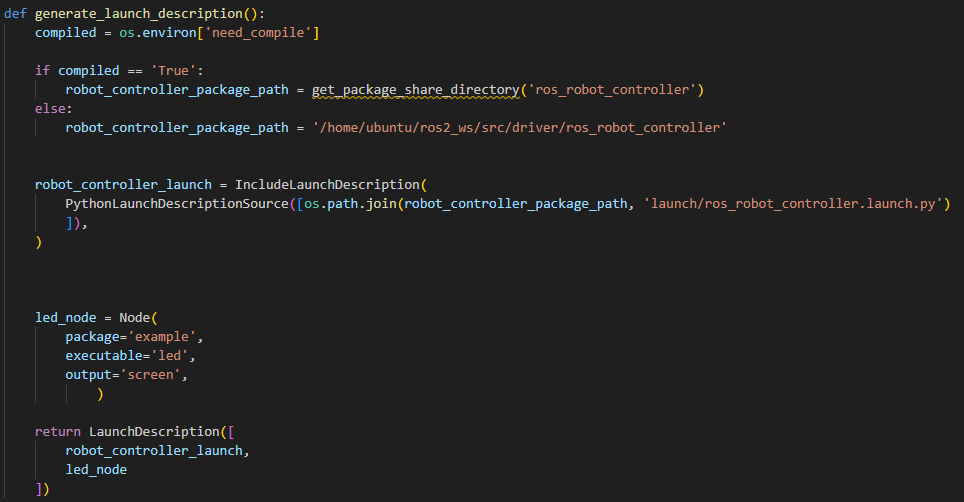 def generate_launch_description():
    compiled = os.environ['need_compile']
    if compiled == 'True':
        robot_controller_package_path = get_package_share_directory('ros_robot_controller')
    else:
        robot_controller_package_path = '/home/ubuntu/ros2_ws/src/driver/ros_robot_controller'
    robot_controller_launch = IncludeLaunchDescription(
        PythonLaunchDescriptionSource([os.path.join(robot_controller_package_path, 'launch/ros_robot_controller.launch.py')
        ]),
    )
    led_node = Node(
        package='example',
        executable='led',
        output='screen',
            )
    return LaunchDescription([
        robot_controller_launch,
        led_node
    ])